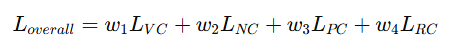 L_{overall} = w_1 L_{VC} + w_2 L_{NC} + w_3 L_{PC} + w_4 L_{RC}